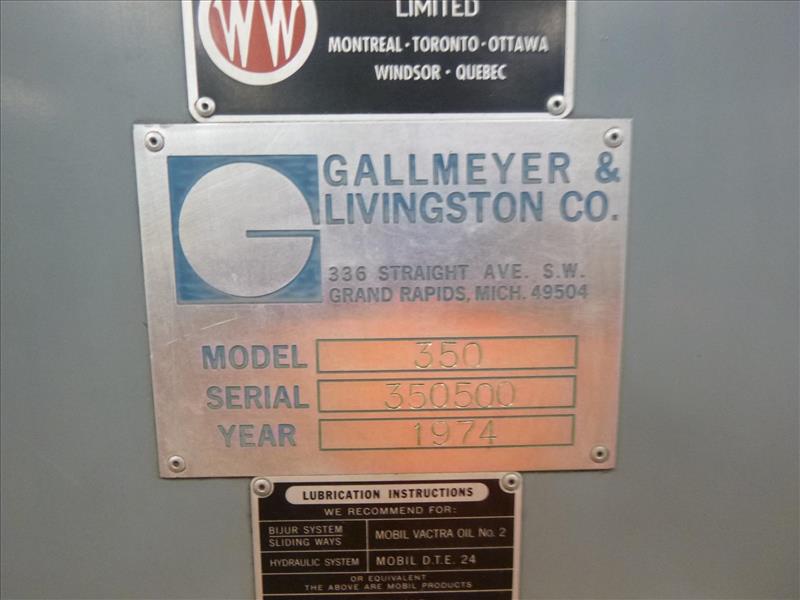 WW
LIMITED
MONTREAL · TORONTO · OTTAWA
WINDSOR · QUEBEC
GALLMEYER &
LIVINGSTON CO.
336 STRAIGHT AVE. S.W.
GRAND RAPIDS, MICH. 49504
MODEL 350
SERIAL 350500
YEAR 1974
LUBRICATION INSTRUCTIONS
WE RECOMMEND FOR:
BIJUR SYSTEM
SLIDING WAYS
MOBIL VACTRA OIL No. 2
HYDRAULIC SYSTEM MOBIL D.T.E. 24
OR EQUIVALENT
THE ABOVE ARE MOBIL PRODUCTS